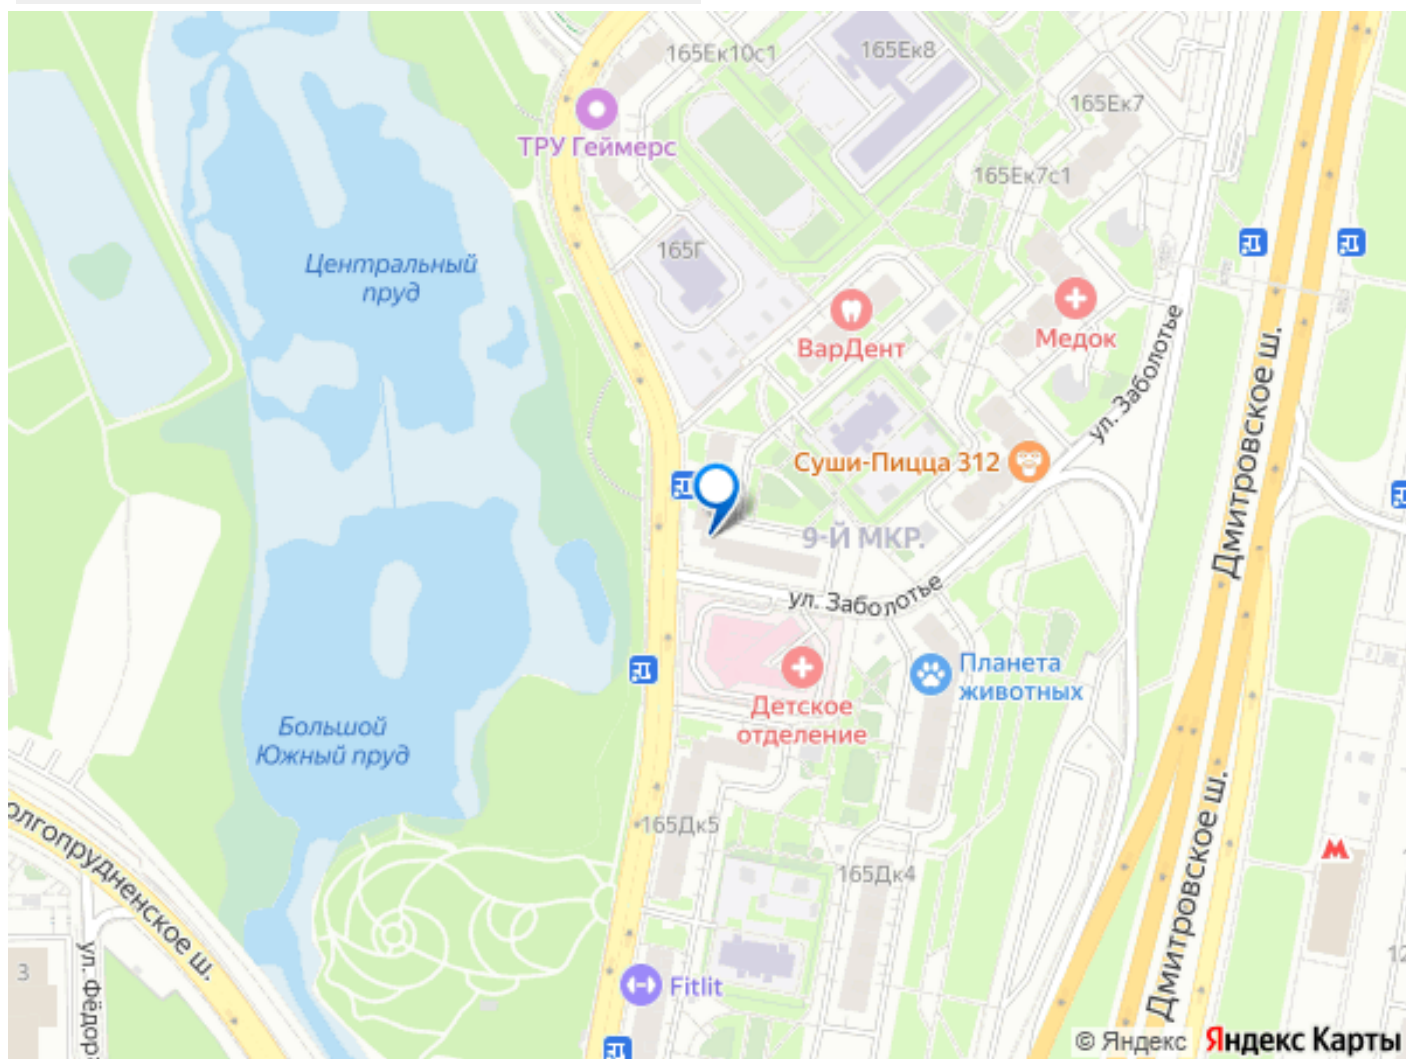 165Ек10с1
165Ек8
165Ек7
ТРУ Геймерс
165Ек7с1
165Г
Центральный
пруд
ВарДент
Медок
ул. Заболотье
Дмитровское ш.
Суши-Пицца 312
9-Й МКР.
ул. Заболотье
Планета
животных
Детское
отделение
Большой
Южный пруд
165Дк5
165Дк4
олгопрудненское ш.
Дмитровское ш.
3
ул. Фёдор
Fitlit
12
© Яндекс Яндекс Карты